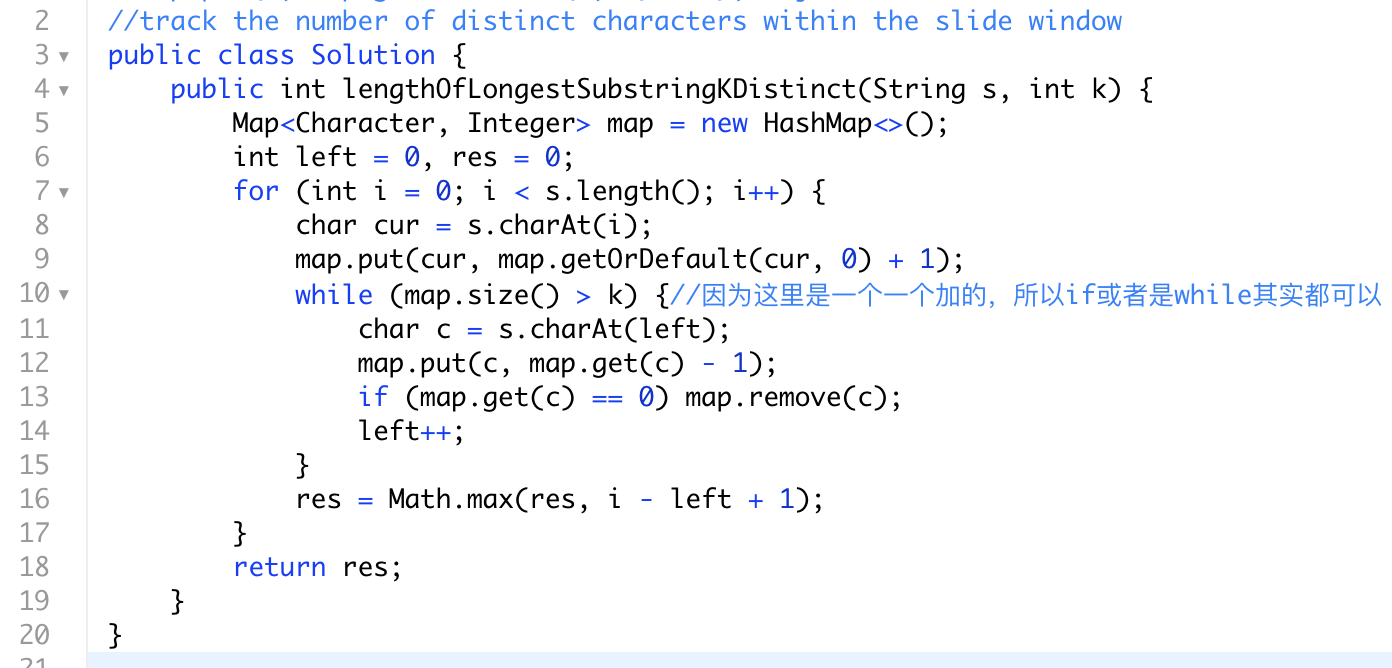 2 //track the number of distinct characters within the slide window
3 public class Solution {
4 public int lengthOfLongestSubstringKDistinct(String s, int k) {
5 Map<Character, Integer> map = new HashMap<>();
6 int left = 0, res = 0;
7 for (int i = 0; i < s.length(); i++) {
8 char cur = s.charAt(i);
9 map.put(cur, map.getOrDefault(cur, 0) + 1);
10 while (map.size() > k) {//因为这里是一个一个加的，所以if或者是while其实都可以
11 char c = s.charAt(left);
12 map.put(c, map.get(c) - 1);
13 if (map.get(c) == 0) map.remove(c);
14 left++;
15 }
16 res = Math.max(res, i - left + 1);
17 }
18 return res;
19 }
20 }
21